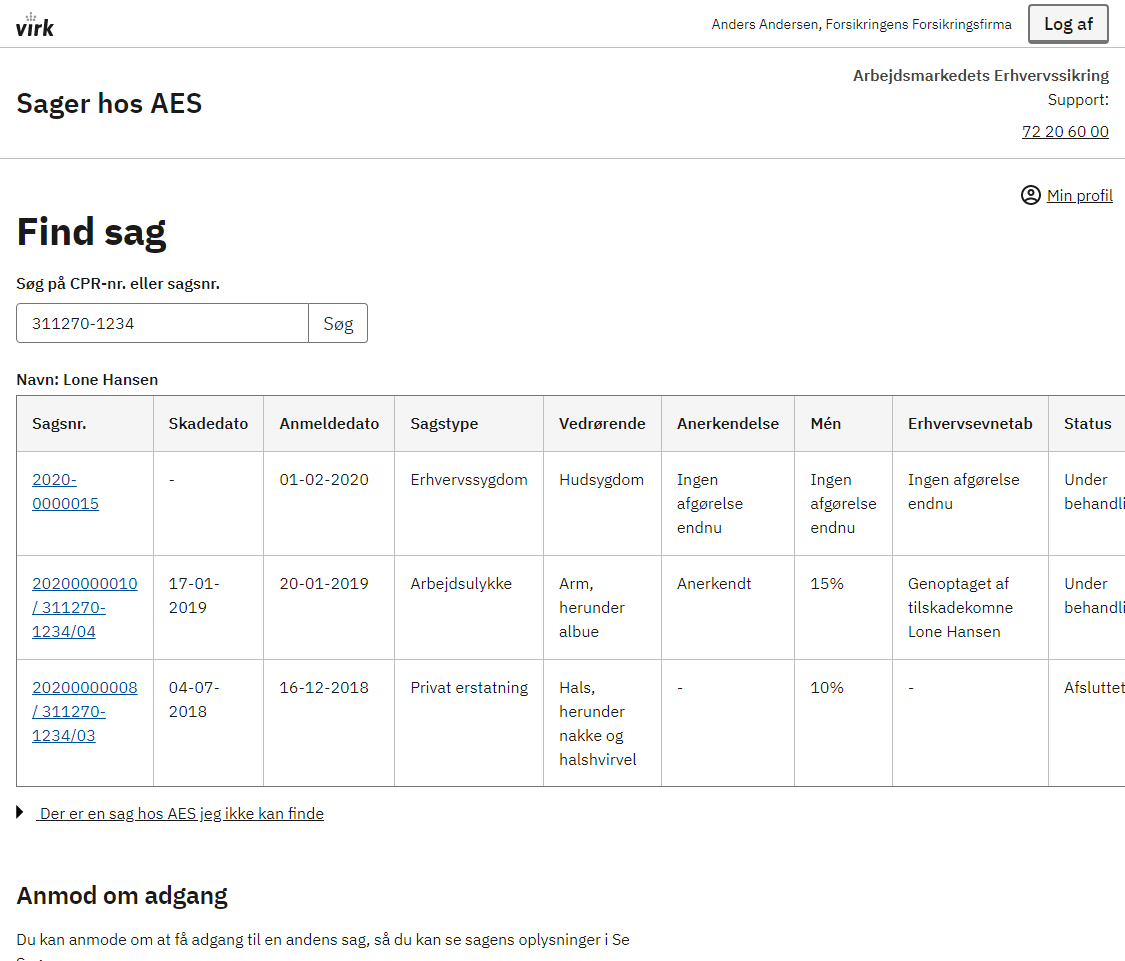 virk
Anders Andersen, Forsikringens Forsikringsfirma
Log af
Sager hos AES
Arbejdsmarkedets Erhvervssikring
Support:
72 20 60 00
Min profil
Find sag
Søg på CPR-nr. eller sagsnr.
311270-1234
Søg
Navn: Lone Hansen
Sagsnr. Skadedato Anmeldedato Sagstype Vedrørende Anerkendelse Mén Erhvervsevnetab Status
2020- - 01-02-2020 Erhvervssygdom Hudsygdom Ingen Ingen Ingen afgørelse Under
0000015 afgørelse afgørelse endnu behandli
endnu endnu
20200000010 17-01- 20-01-2019 Arbejdsulykke Arm, Anerkendt 15% Genoptaget af Under
/ 311270- 2019 herunder tilskadekomne behandli
1234/04 albue Lone Hansen
20200000008 04-07- 16-12-2018 Privat erstatning Hals, - 10% - Afsluttet
/ 311270- 2018 herunder
1234/03 nakke og
halshvirvel
Der er en sag hos AES jeg ikke kan finde
Anmod om adgang
Du kan anmode om at få adgang til en andens sag, så du kan se sagens oplysninger i Se